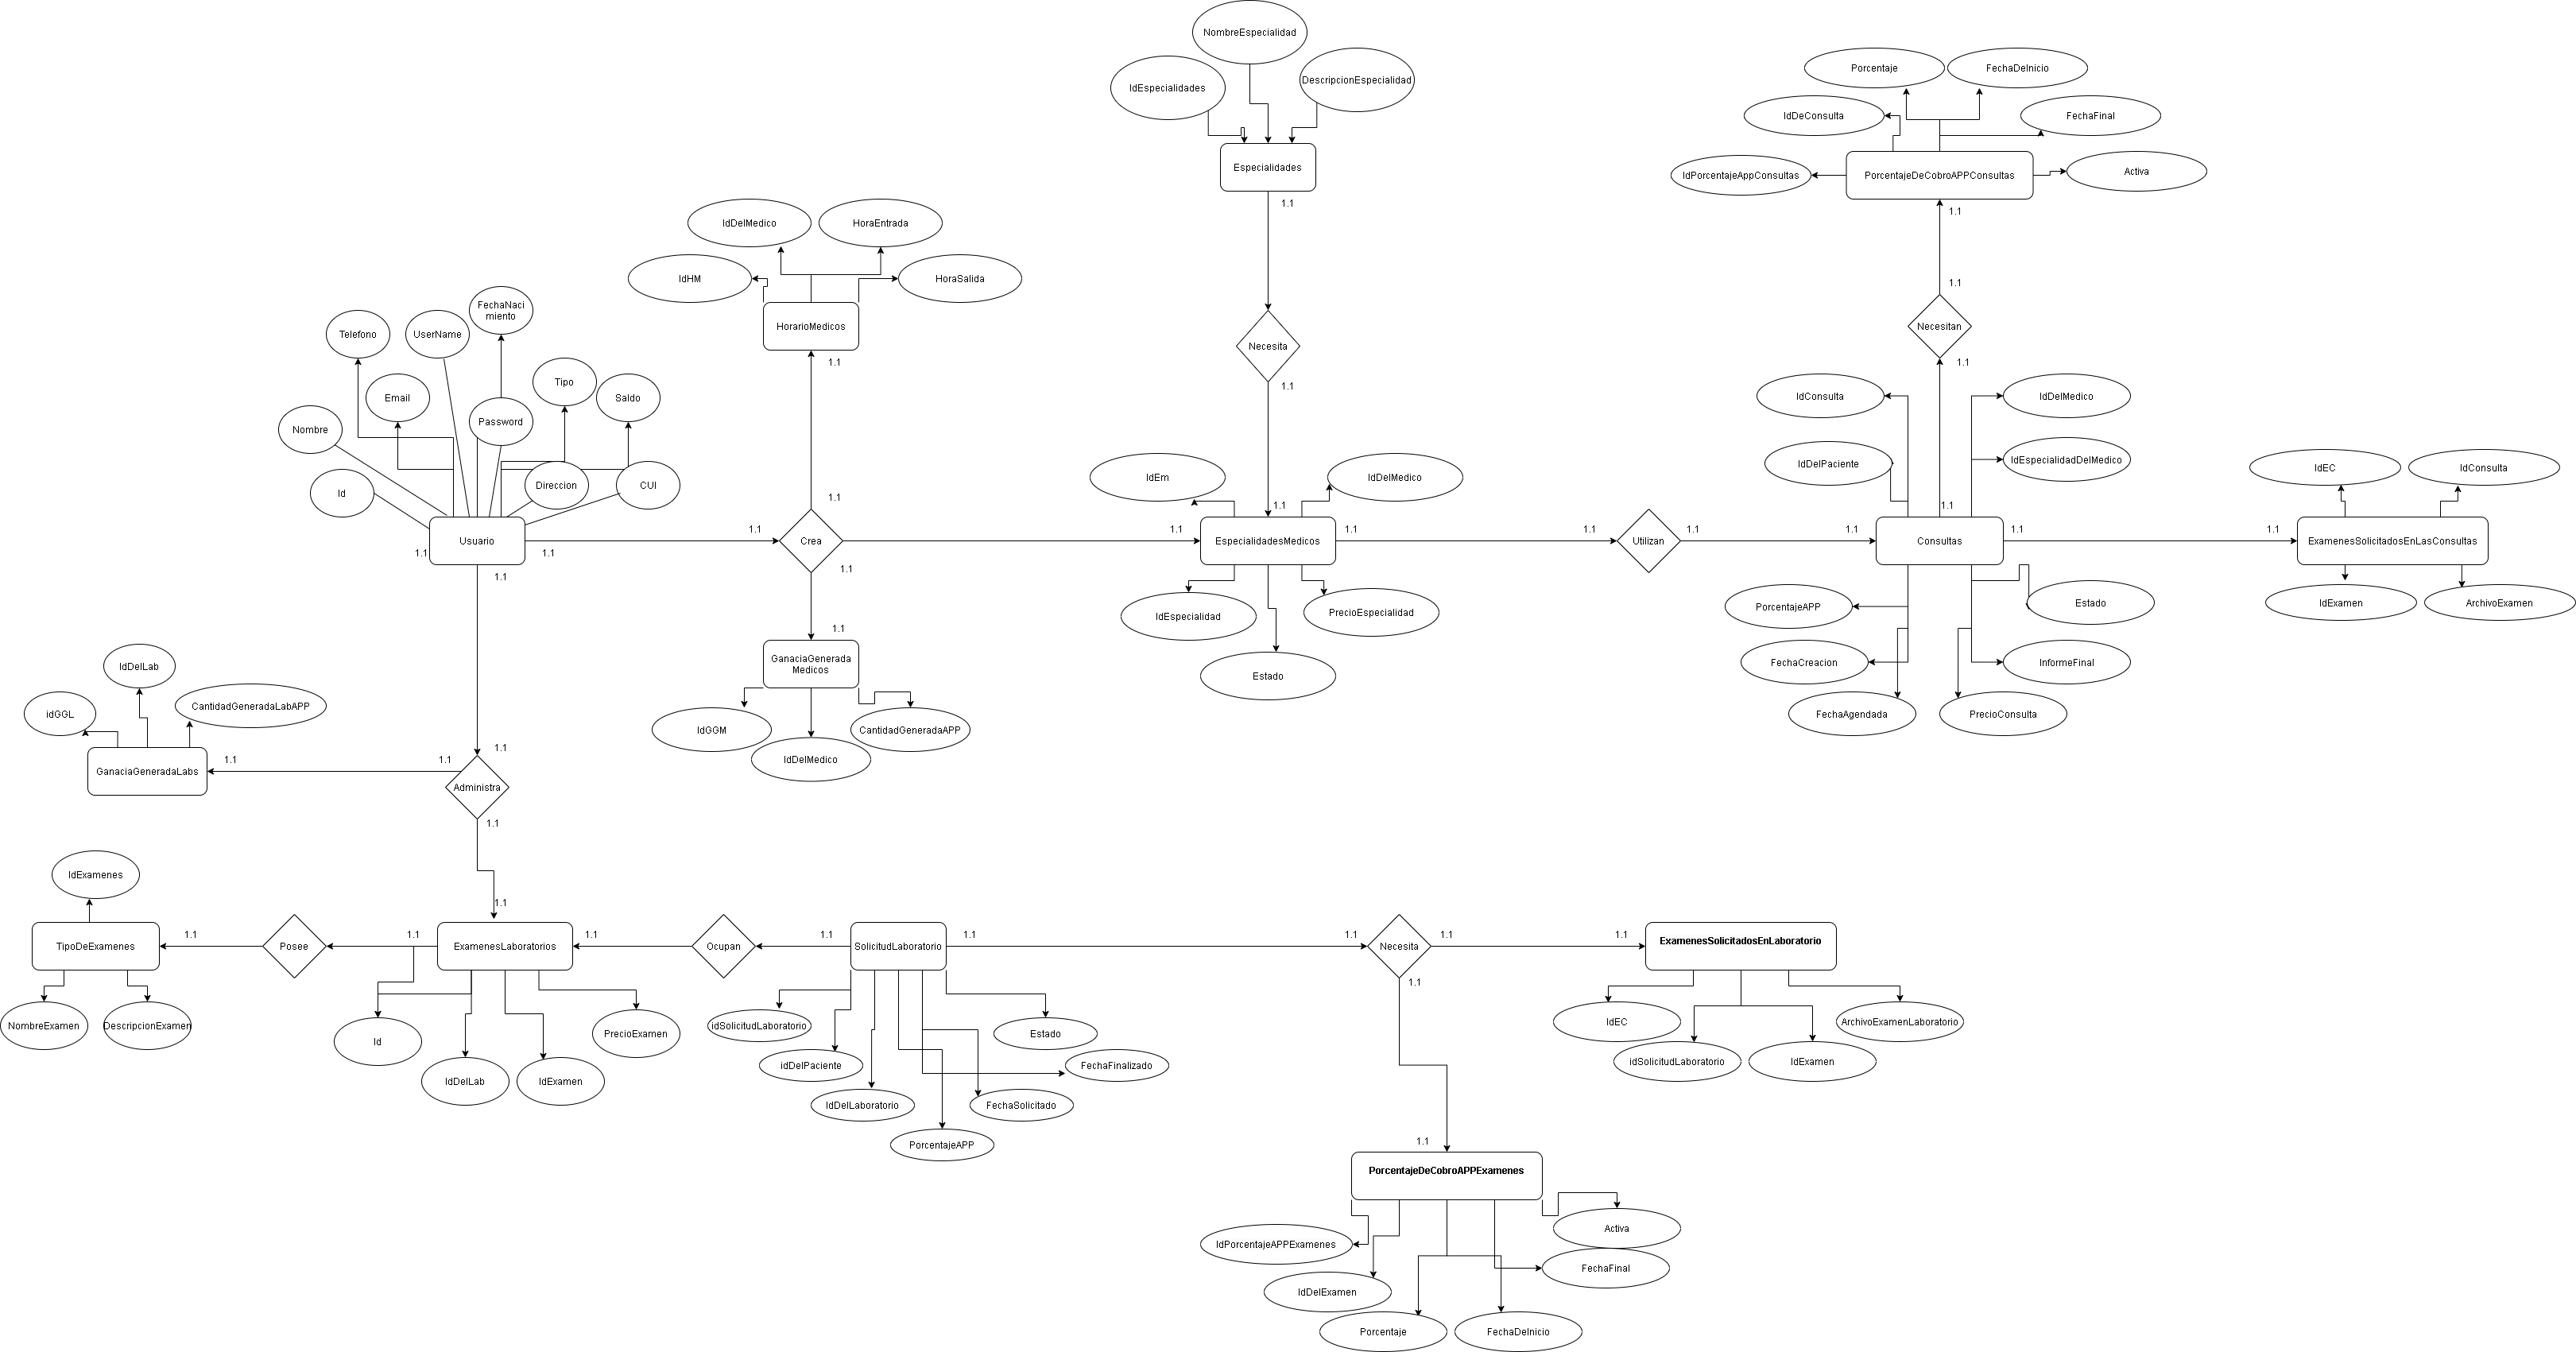 NombreEspecialidad
IdEspecialidades
DescripcionEspecialidad
Especialidades
1.1
Porcentaje
FechaDeInicio
IdDeConsulta
FechaFinal
IdPorcentajeAppConsultas
PorcentajeDeCobroAPPConsultas
Activa
1.1
IdDelMedico
HoraEntrada
IdHM
HoraSalida
HorarioMedicos
1.1
1.1
Necesitan
1.1
Necesita
1.1
FechaNaci
miento
Telefono
UserName
Tipo
Email
Saldo
Nombre
Password
Id
Direccion
CUI
Usuario
1.1
1.1
1.1
1.1
1.1
Crea
1.1
1.1
IdEm
IdDelMedico
1.1
EspecialidadesMedicos
1.1
IdEspecialidad
PrecioEspecialidad
Estado
1.1
Utilizan
1.1
1.1
IdConsulta
IdDelMedico
IdDelPaciente
IdEspecialidadDelMedico
1.1
Consultas
1.1
1.1
PorcentajeAPP
Estado
FechaCreacion
InformeFinal
FechaAgendada
PrecioConsulta
IdEC
IdConsulta
ExamenesSolicitadosEnLasConsultas
IdExamen
ArchivoExamen
1.1
GanaciaGenerada
Medicos
IdGGM
CantidadGeneradaAPP
IdDelMedico
IdDelLab
idGGL
CantidadGeneradaLabAPP
GanaciaGeneradaLabs
1.1
1.1
1.1
Administra
1.1
IdExamenes
TipoDeExamenes
1.1
Posee
1.1
1.1
ExamenesLaboratorios
1.1
Ocupan
1.1
SolicitudLaboratorio
1.1
1.1
Necesita
1.1
1.1
1.1
ExamenesSolicitadosEnLaboratorio
NombreExamen
DescripcionExamen
Id
PrecioExamen
IdDelLab
IdExamen
idSolicitudLaboratorio
Estado
idDelPaciente
FechaFinalizado
IdDelLaboratorio
FechaSolicitado
PorcentajeAPP
IdEC
ArchivoExamenLaboratorio
idSolicitudLaboratorio
IdExamen
1.1
PorcentajeDeCobroAPPExamenes
Activa
IdPorcentajeAPPExamenes
FechaFinal
IdDelExamen
Porcentaje
FechaDeInicio